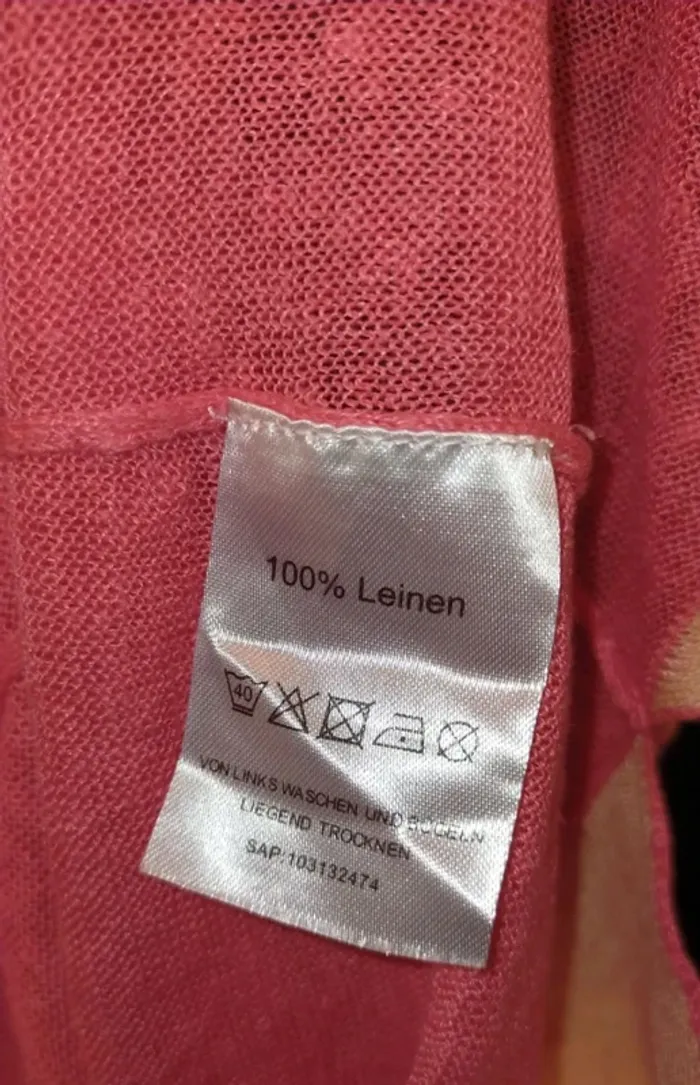 100% Leinen
40
VON LINKS WASCHEN UND BÜGELN
LIEGEND TROCKNEN
SAP:103132474